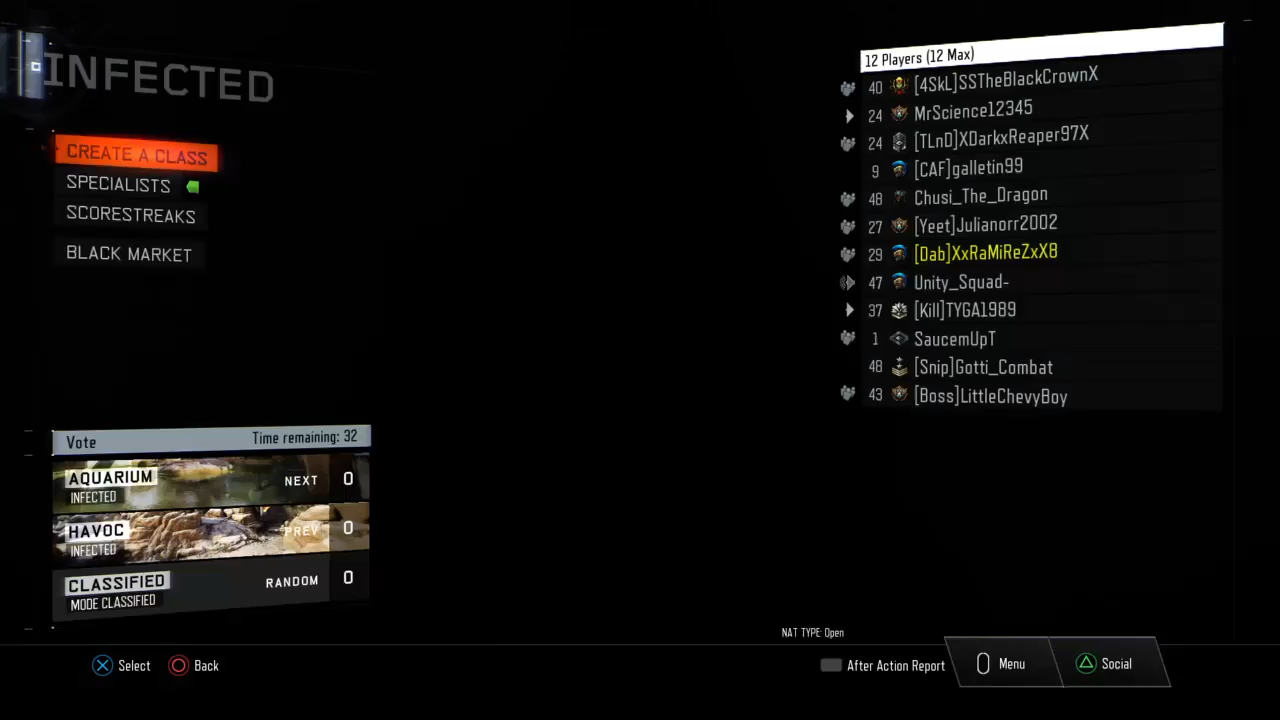 INFECTED
CREATE A CLASS
SPECIALISTS
SCORESTREAKS
BLACK MARKET
12 Players (12 Max)
40 [4SkL]SSTheBlackCrownX
24 MrScience12345
24 [TLnD]XDarkxReaper97X
9 [CAF]galletin99
48 Chusi_The_Dragon
27 [Yeet]Julianorr2002
29 [Dab]XxRaMiReZxX8
47 Unity_Squad-
37 [Kill]TYGA1989
1 SaucemUpT
48 [Snip]Gotti_Combat
43 [Boss]LittleChevyBoy
Vote Time remaining: 32
AQUARIUM NEXT 0
INFECTED
HAVOC PREV 0
INFECTED
CLASSIFIED RANDOM 0
MODE CLASSIFIED
NAT TYPE: Open
Select Back After Action Report Menu Social